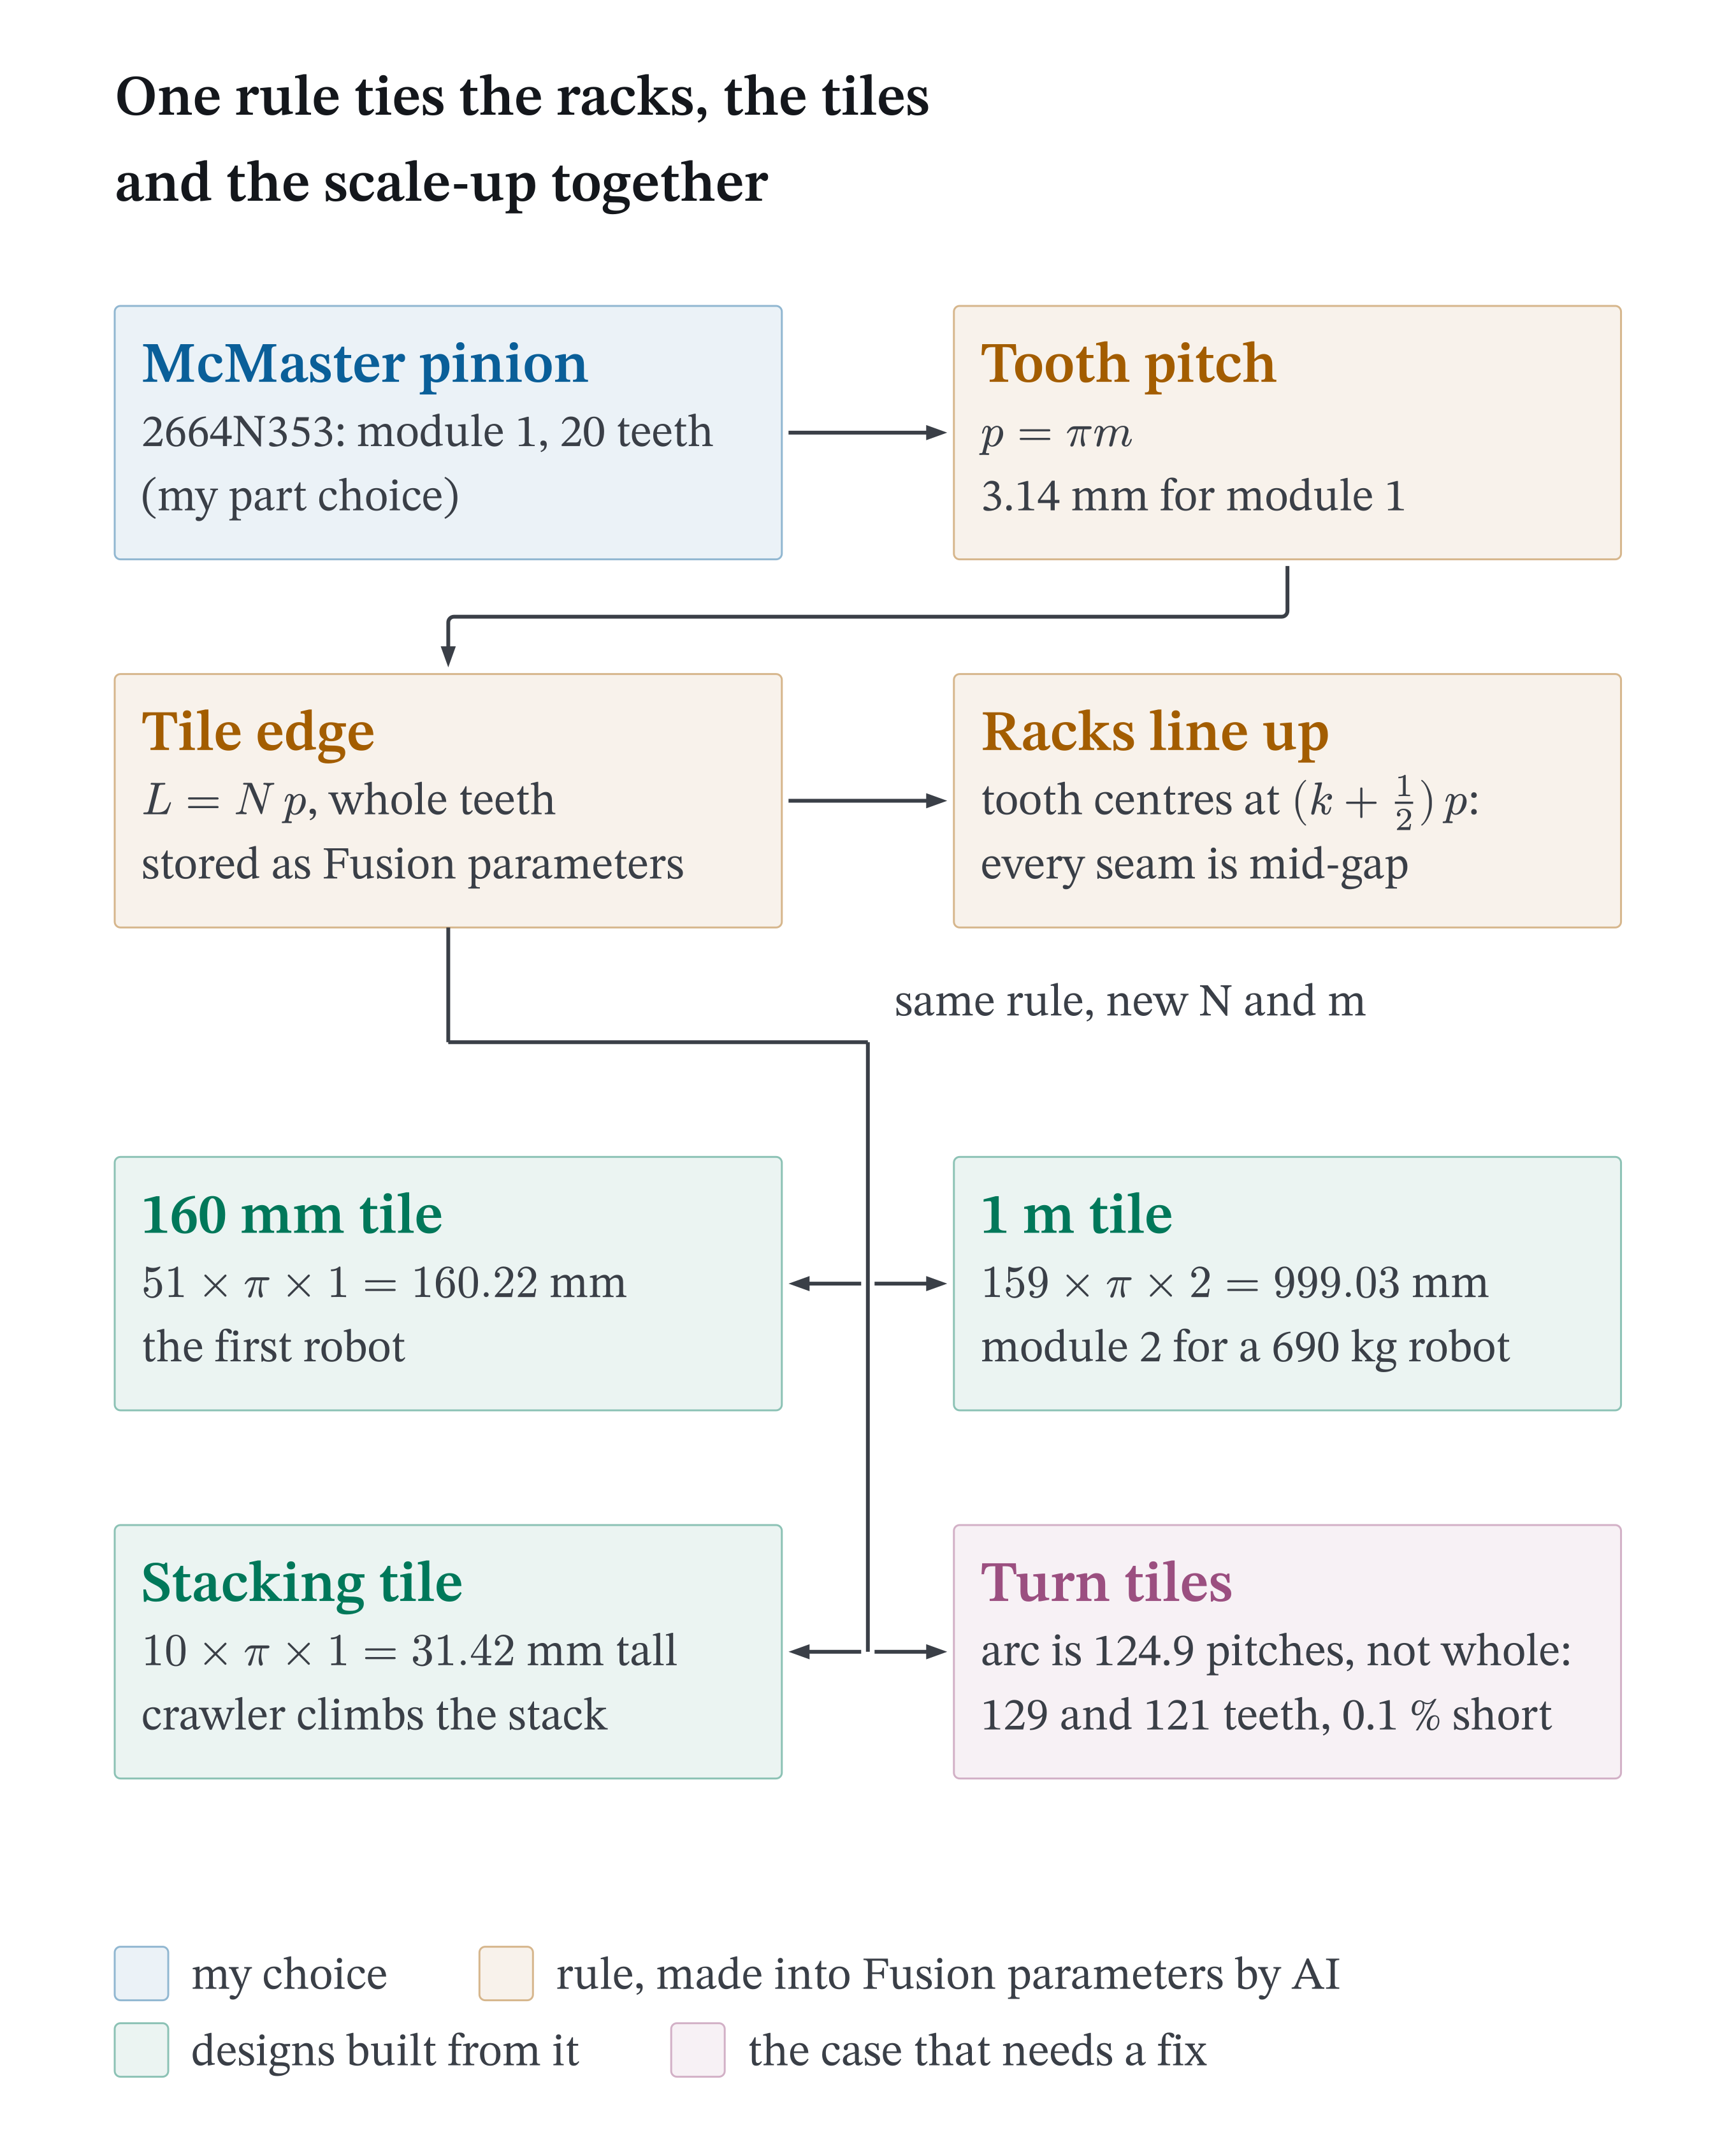 One rule ties the racks, the tiles
and the scale-up together
McMaster pinion
2664N353: module 1, 20 teeth
(my part choice)
Tooth pitch
p = πm
3.14 mm for module 1
Tile edge
L = N p, whole teeth
stored as Fusion parameters
Racks line up
tooth centres at (k + 1/2) p:
every seam is mid-gap
same rule, new N and m
160 mm tile
51 × π × 1 = 160.22 mm
the first robot
1 m tile
159 × π × 2 = 999.03 mm
module 2 for a 690 kg robot
Stacking tile
10 × π × 1 = 31.42 mm tall
crawler climbs the stack
Turn tiles
arc is 124.9 pitches, not whole:
129 and 121 teeth, 0.1 % short
my choice
rule, made into Fusion parameters by AI
designs built from it
the case that needs a fix